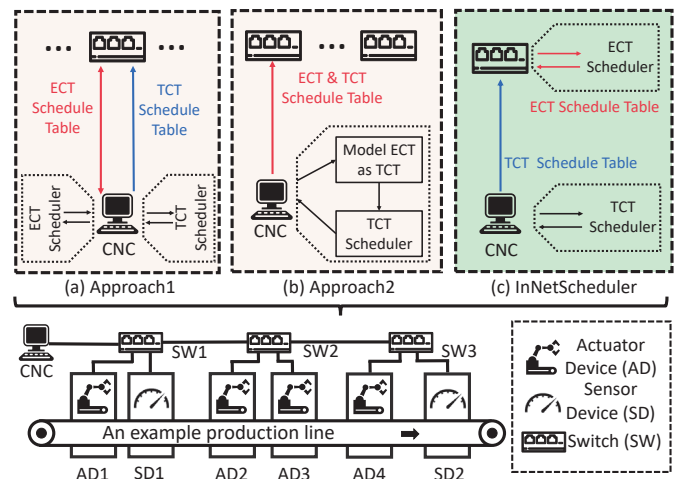 ... ...
ECT
Schedule
Table
TCT
Schedule
Table
ECT
Scheduler
CNC
TCT
Scheduler
(a) Approach1
...
ECT & TCT
Schedule Table
Model ECT
as TCT
TCT
Scheduler
CNC
(b) Approach2
ECT
Scheduler
ECT Schedule Table
TCT Schedule Table
TCT
Scheduler
CNC
(c) InNetScheduler
CNC
SW1
SW2
SW3
An example production line
AD1
SD1
AD2
AD3
AD4
SD2
Actuator
Device (AD)
Sensor
Device (SD)
Switch (SW)